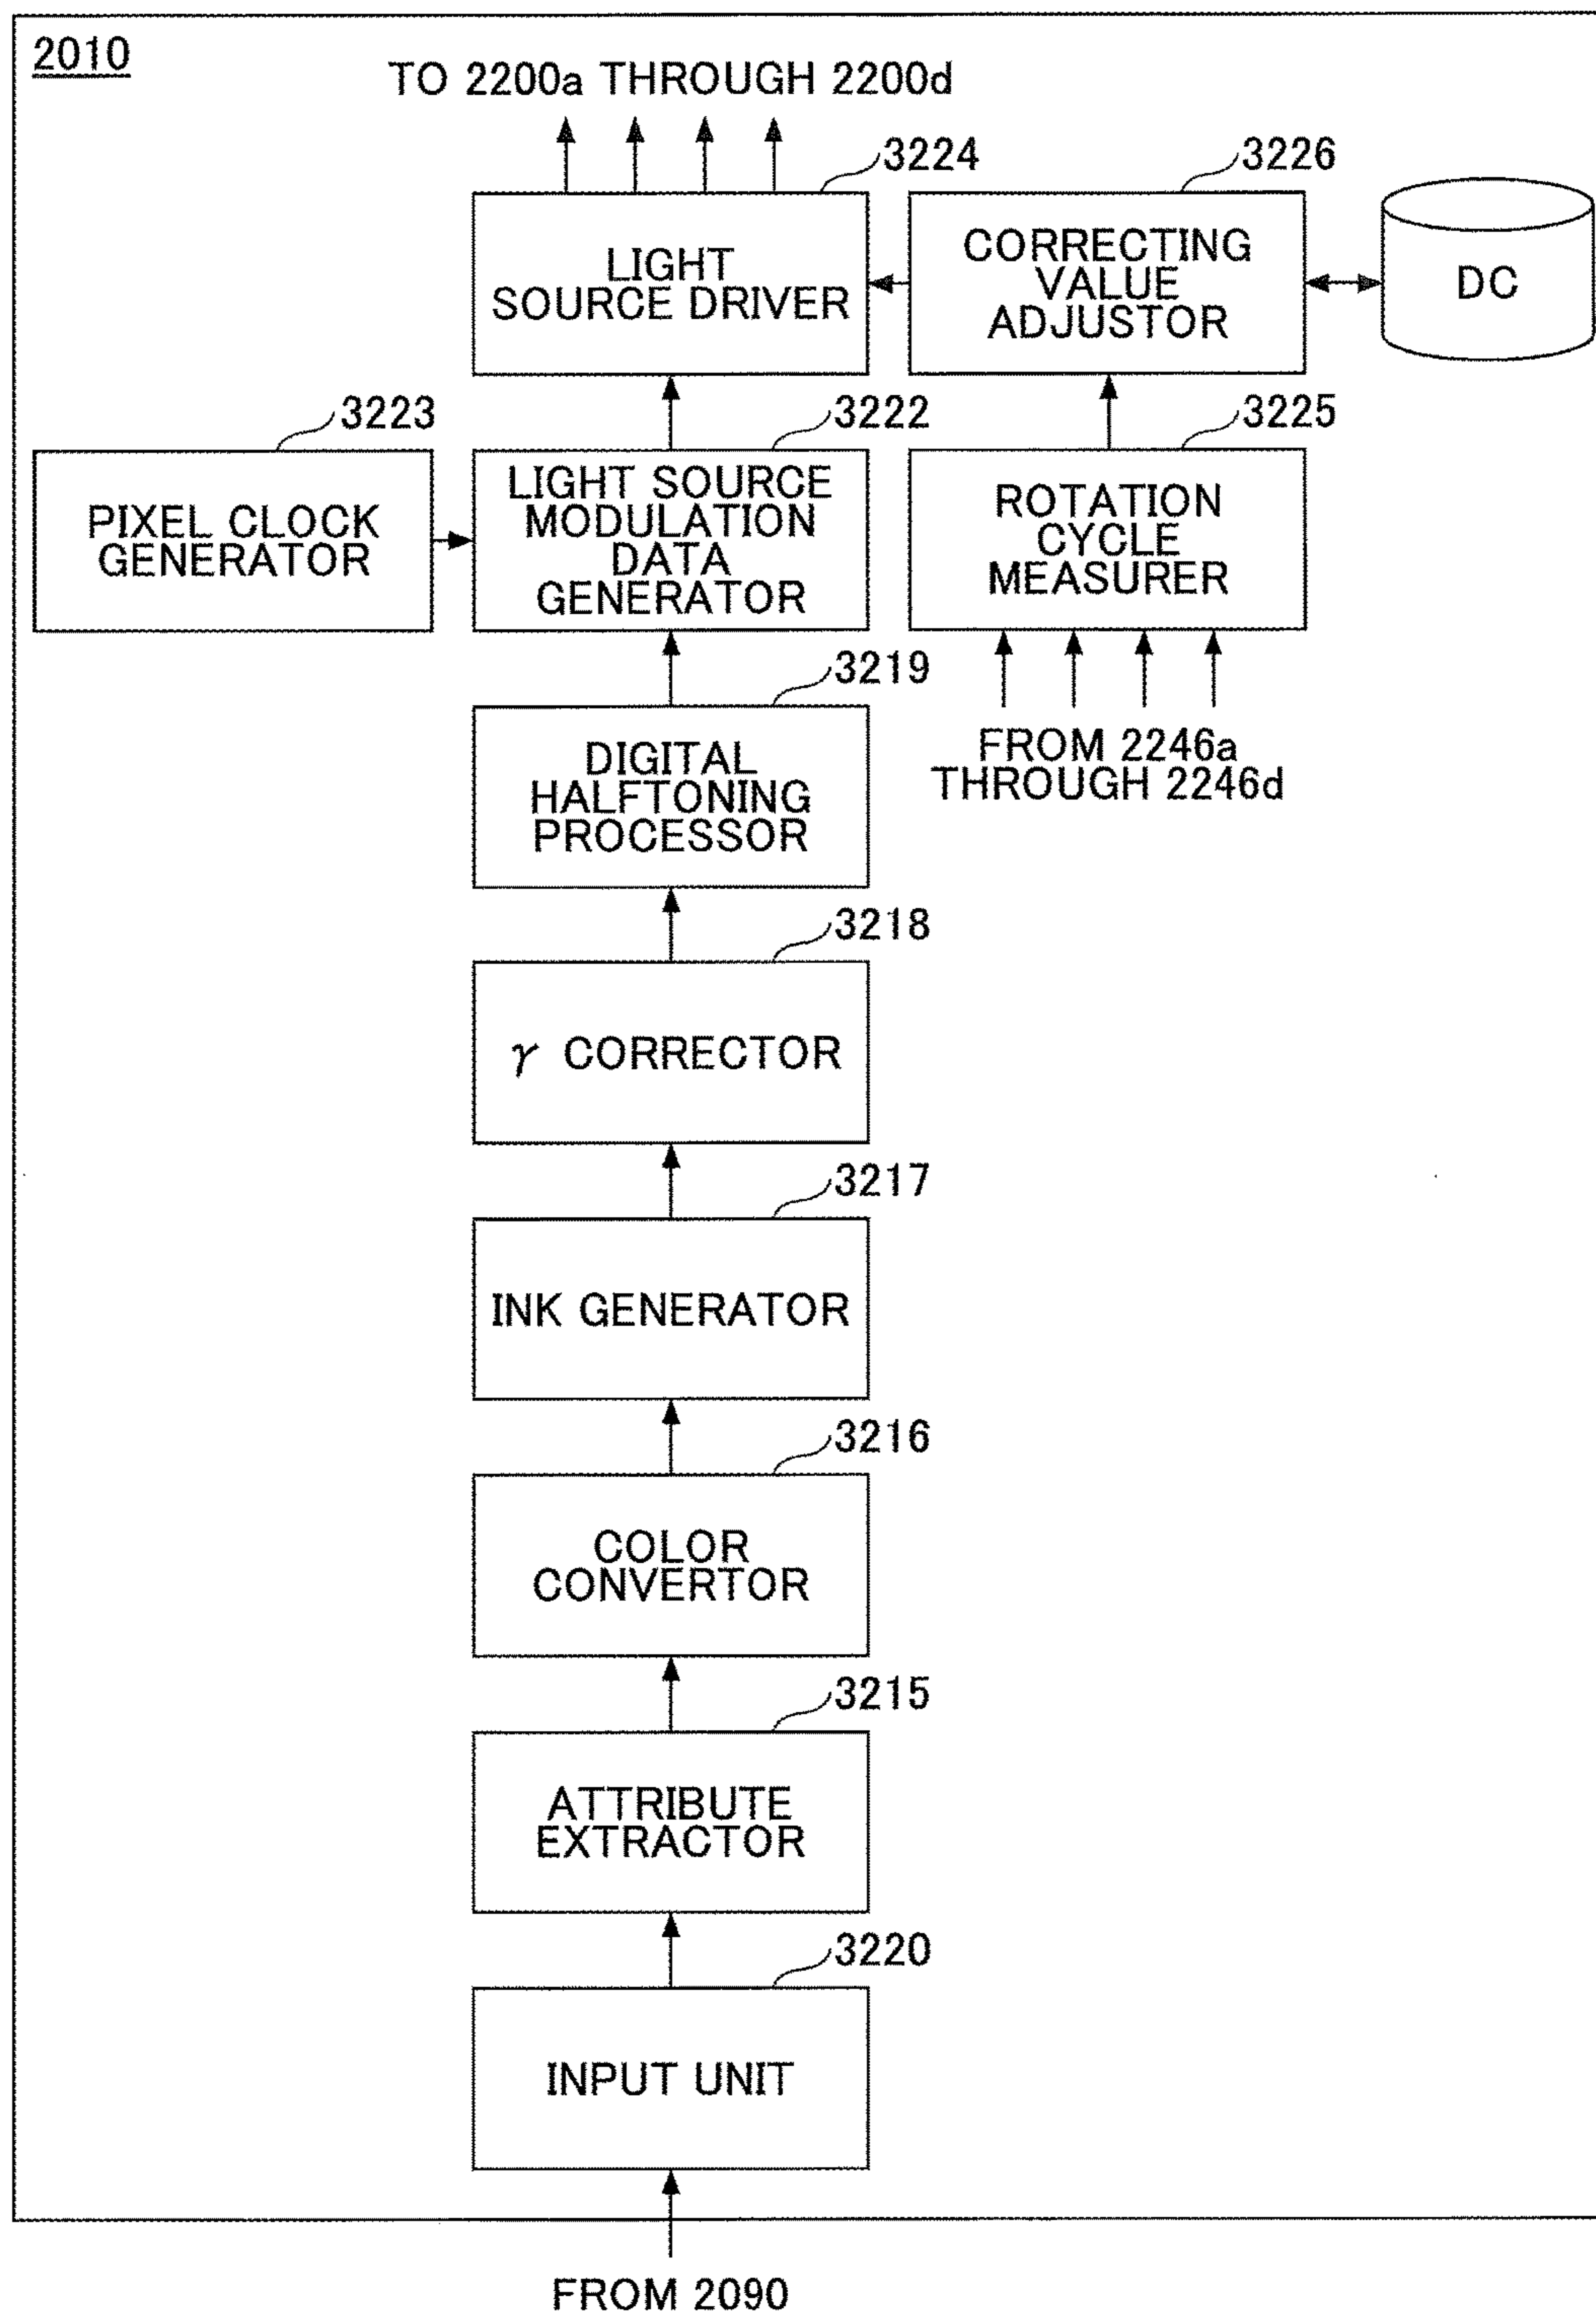 2010
TO 2200a THROUGH 2200d
3224
3226
LIGHT
SOURCE DRIVER
CORRECTING
VALUE
ADJUSTOR
DC
3223
3222
3225
PIXEL CLOCK
GENERATOR
LIGHT SOURCE
MODULATION
DATA
GENERATOR
ROTATION
CYCLE
MEASURER
3219
FROM 2246a
THROUGH 2246d
DIGITAL
HALFTONING
PROCESSOR
3218
γ CORRECTOR
3217
INK GENERATOR
3216
COLOR
CONVERTOR
3215
ATTRIBUTE
EXTRACTOR
3220
INPUT UNIT
FROM 2090